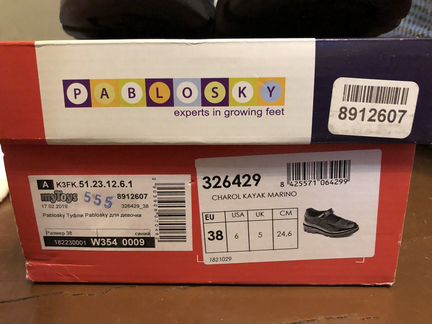 PABLOSKY
experts in growing feet
8912607
A K3FK.51.23.12.6.1
myToys 555 8912607
17.02.2019 326429_38
Pablosky Туфли Pablosky для девочки
Размер 38 синий
182230001 W354 0009
326429
8 425571 064299
CHAROL KAYAK MARINO
EU USA UK CM
38 6 5 24,6
1821029